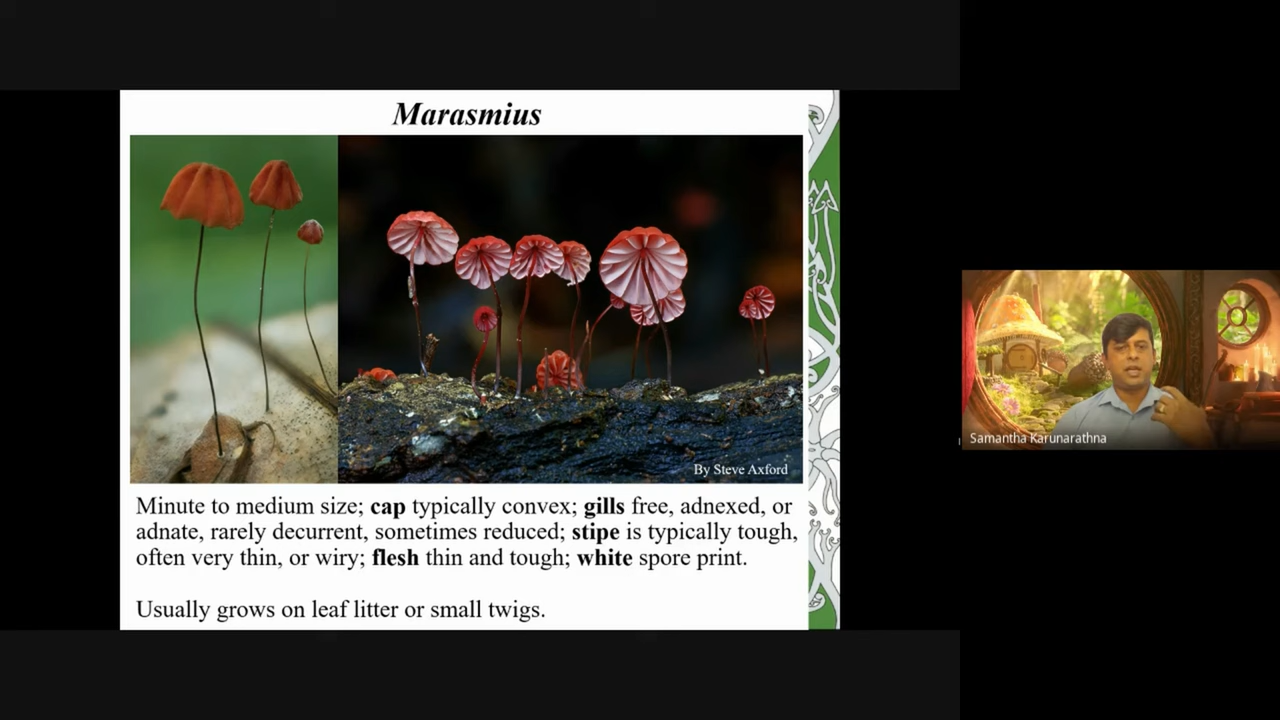 Marasmius
By Steve Axford
Minute to medium size; cap typically convex; gills free, adnexed, or
adnate, rarely decurrent, sometimes reduced; stipe is typically tough,
often very thin, or wiry; flesh thin and tough; white spore print.
Usually grows on leaf litter or small twigs.
Samantha Karunarathna